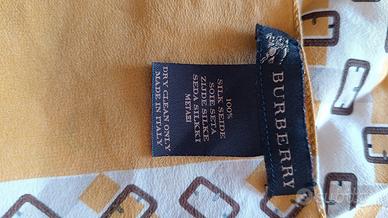 BURBERRY
100%
SILK SEIDE
SOIE SETA
ZIJDE SILKE
SEDA SILKKI
ΜΕΤΑΞΙ
DRY CLEAN ONLY
MADE IN ITALY